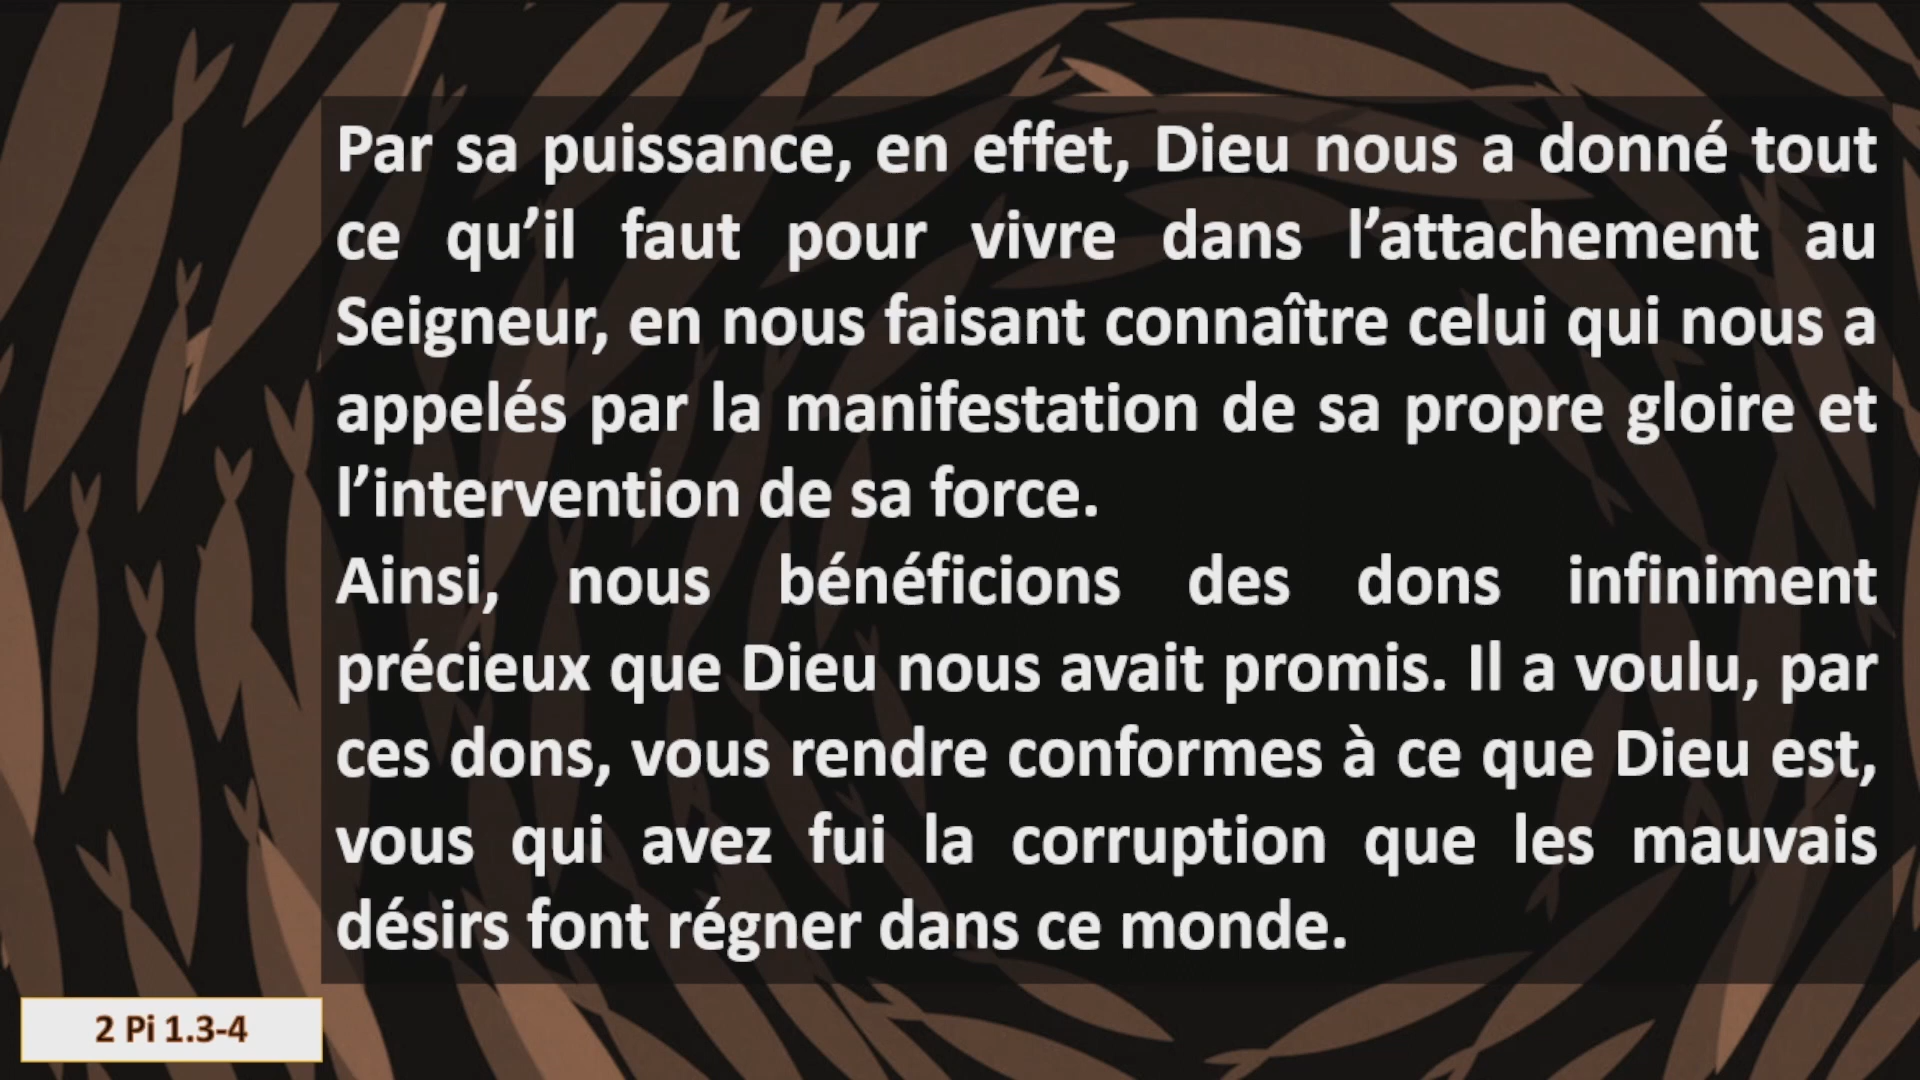 Par sa puissance, en effet, Dieu nous a donné tout
ce qu’il faut pour vivre dans l’attachement au
Seigneur, en nous faisant connaître celui qui nous a
appelés par la manifestation de sa propre gloire et
l’intervention de sa force.
Ainsi, nous bénéficions des dons infiniment
précieux que Dieu nous avait promis. Il a voulu, par
ces dons, vous rendre conformes à ce que Dieu est,
vous qui avez fui la corruption que les mauvais
désirs font régner dans ce monde.
2 Pi 1.3-4